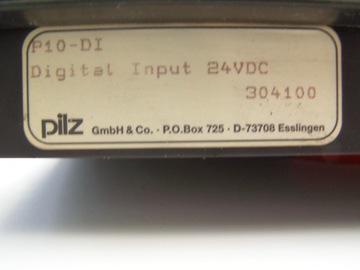 P10-DI
Digital Input 24VDC
304100
pilz GmbH & Co. · P.O.Box 725 · D-73708 Esslingen